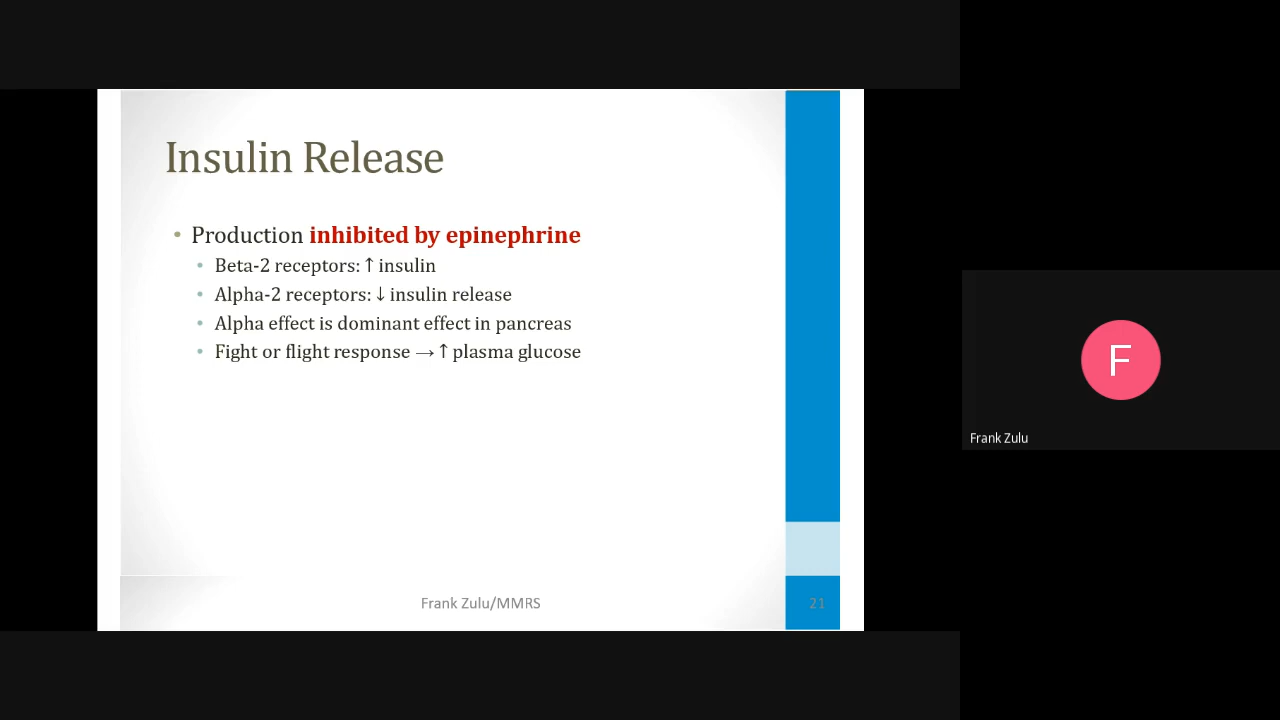 Insulin Release
• Production inhibited by epinephrine
• Beta-2 receptors: ↑ insulin
• Alpha-2 receptors: ↓ insulin release
• Alpha effect is dominant effect in pancreas
• Fight or flight response → ↑ plasma glucose
Frank Zulu/MMRS
21
F
Frank Zulu